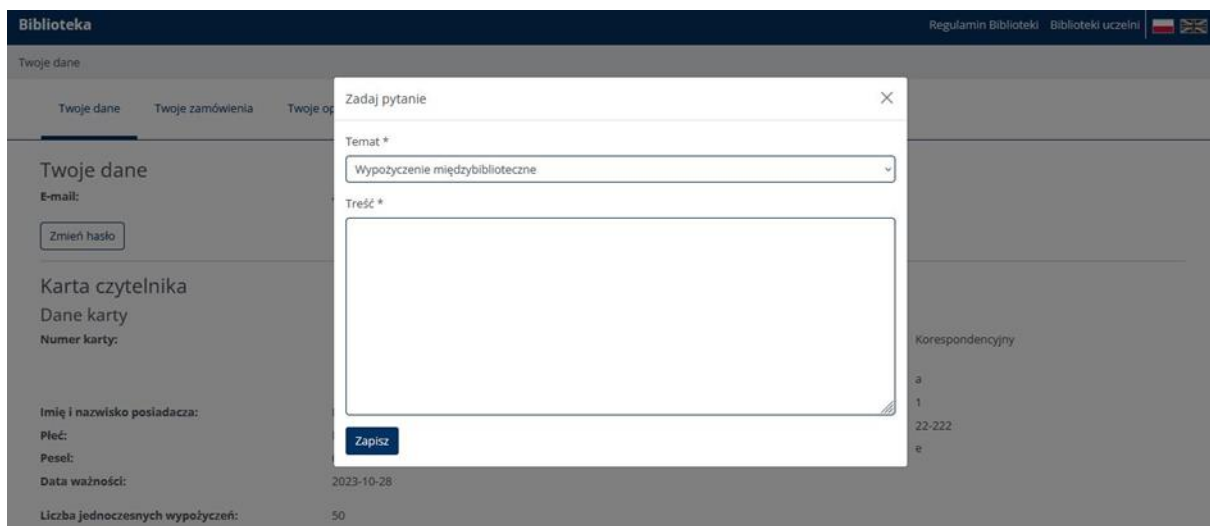 Biblioteka
Regulamin Biblioteki Biblioteki uczelni
Twoje dane
Twoje dane Twoje zamówienia Twoje op
Zadaj pytanie
Temat *
Wypożyczenie międzybiblioteczne
Treść *
Zapisz
Twoje dane
E-mail:
Zmień hasło
Karta czytelnika
Dane karty
Numer karty:
Korespondencyjny
a
1
Imię i nazwisko posiadacza:
22-222
Płeć:
e
Pesel:
Data ważności: 2023-10-28
Liczba jednoczesnych wypożyczeń: 50